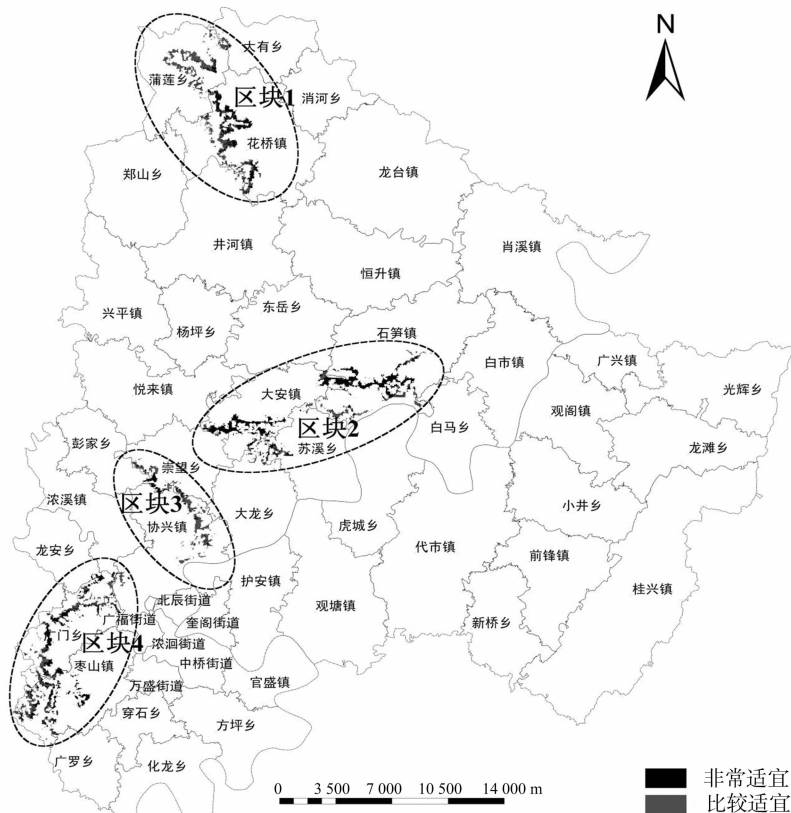 N
大有乡
蒲莲乡
区块1
消河乡
花桥镇
郑山乡
龙台镇
井河镇
肖溪镇
恒升镇
兴平镇
东岳乡
杨坪乡
石笋镇
白市镇
广兴镇
悦来镇
大安镇
光辉乡
观阁镇
区块2
白马乡
彭家乡
苏溪乡
龙滩乡
崇望乡
浓溪镇
区块3
大龙乡
小井乡
协兴镇
虎城乡
代市镇
龙安乡
前锋镇
护安镇
桂兴镇
北辰街道
观塘镇
广福街道
奎阁街道
新桥乡
门乡
区块4
浓洄街道
枣山镇
中桥街道
万盛街道
官盛镇
穿石乡
方坪乡
广罗乡
化龙乡
0 3 500 7 000 10 500 14 000 m
非常适宜
比较适宜